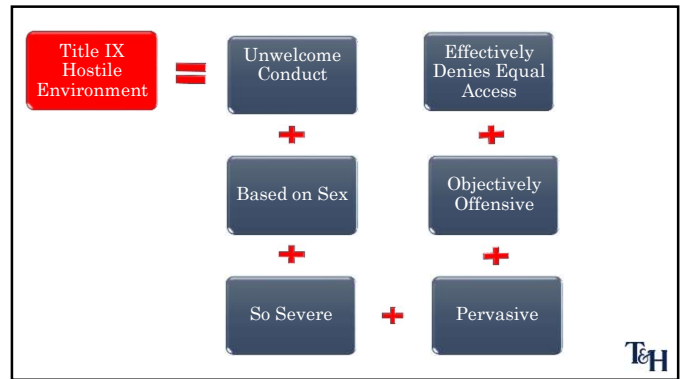 Title IX
Hostile
Environment
=
Unwelcome
Conduct
+
Based on Sex
+
So Severe
+
Pervasive
+
Objectively
Offensive
+
Effectively
Denies Equal
Access
T&H